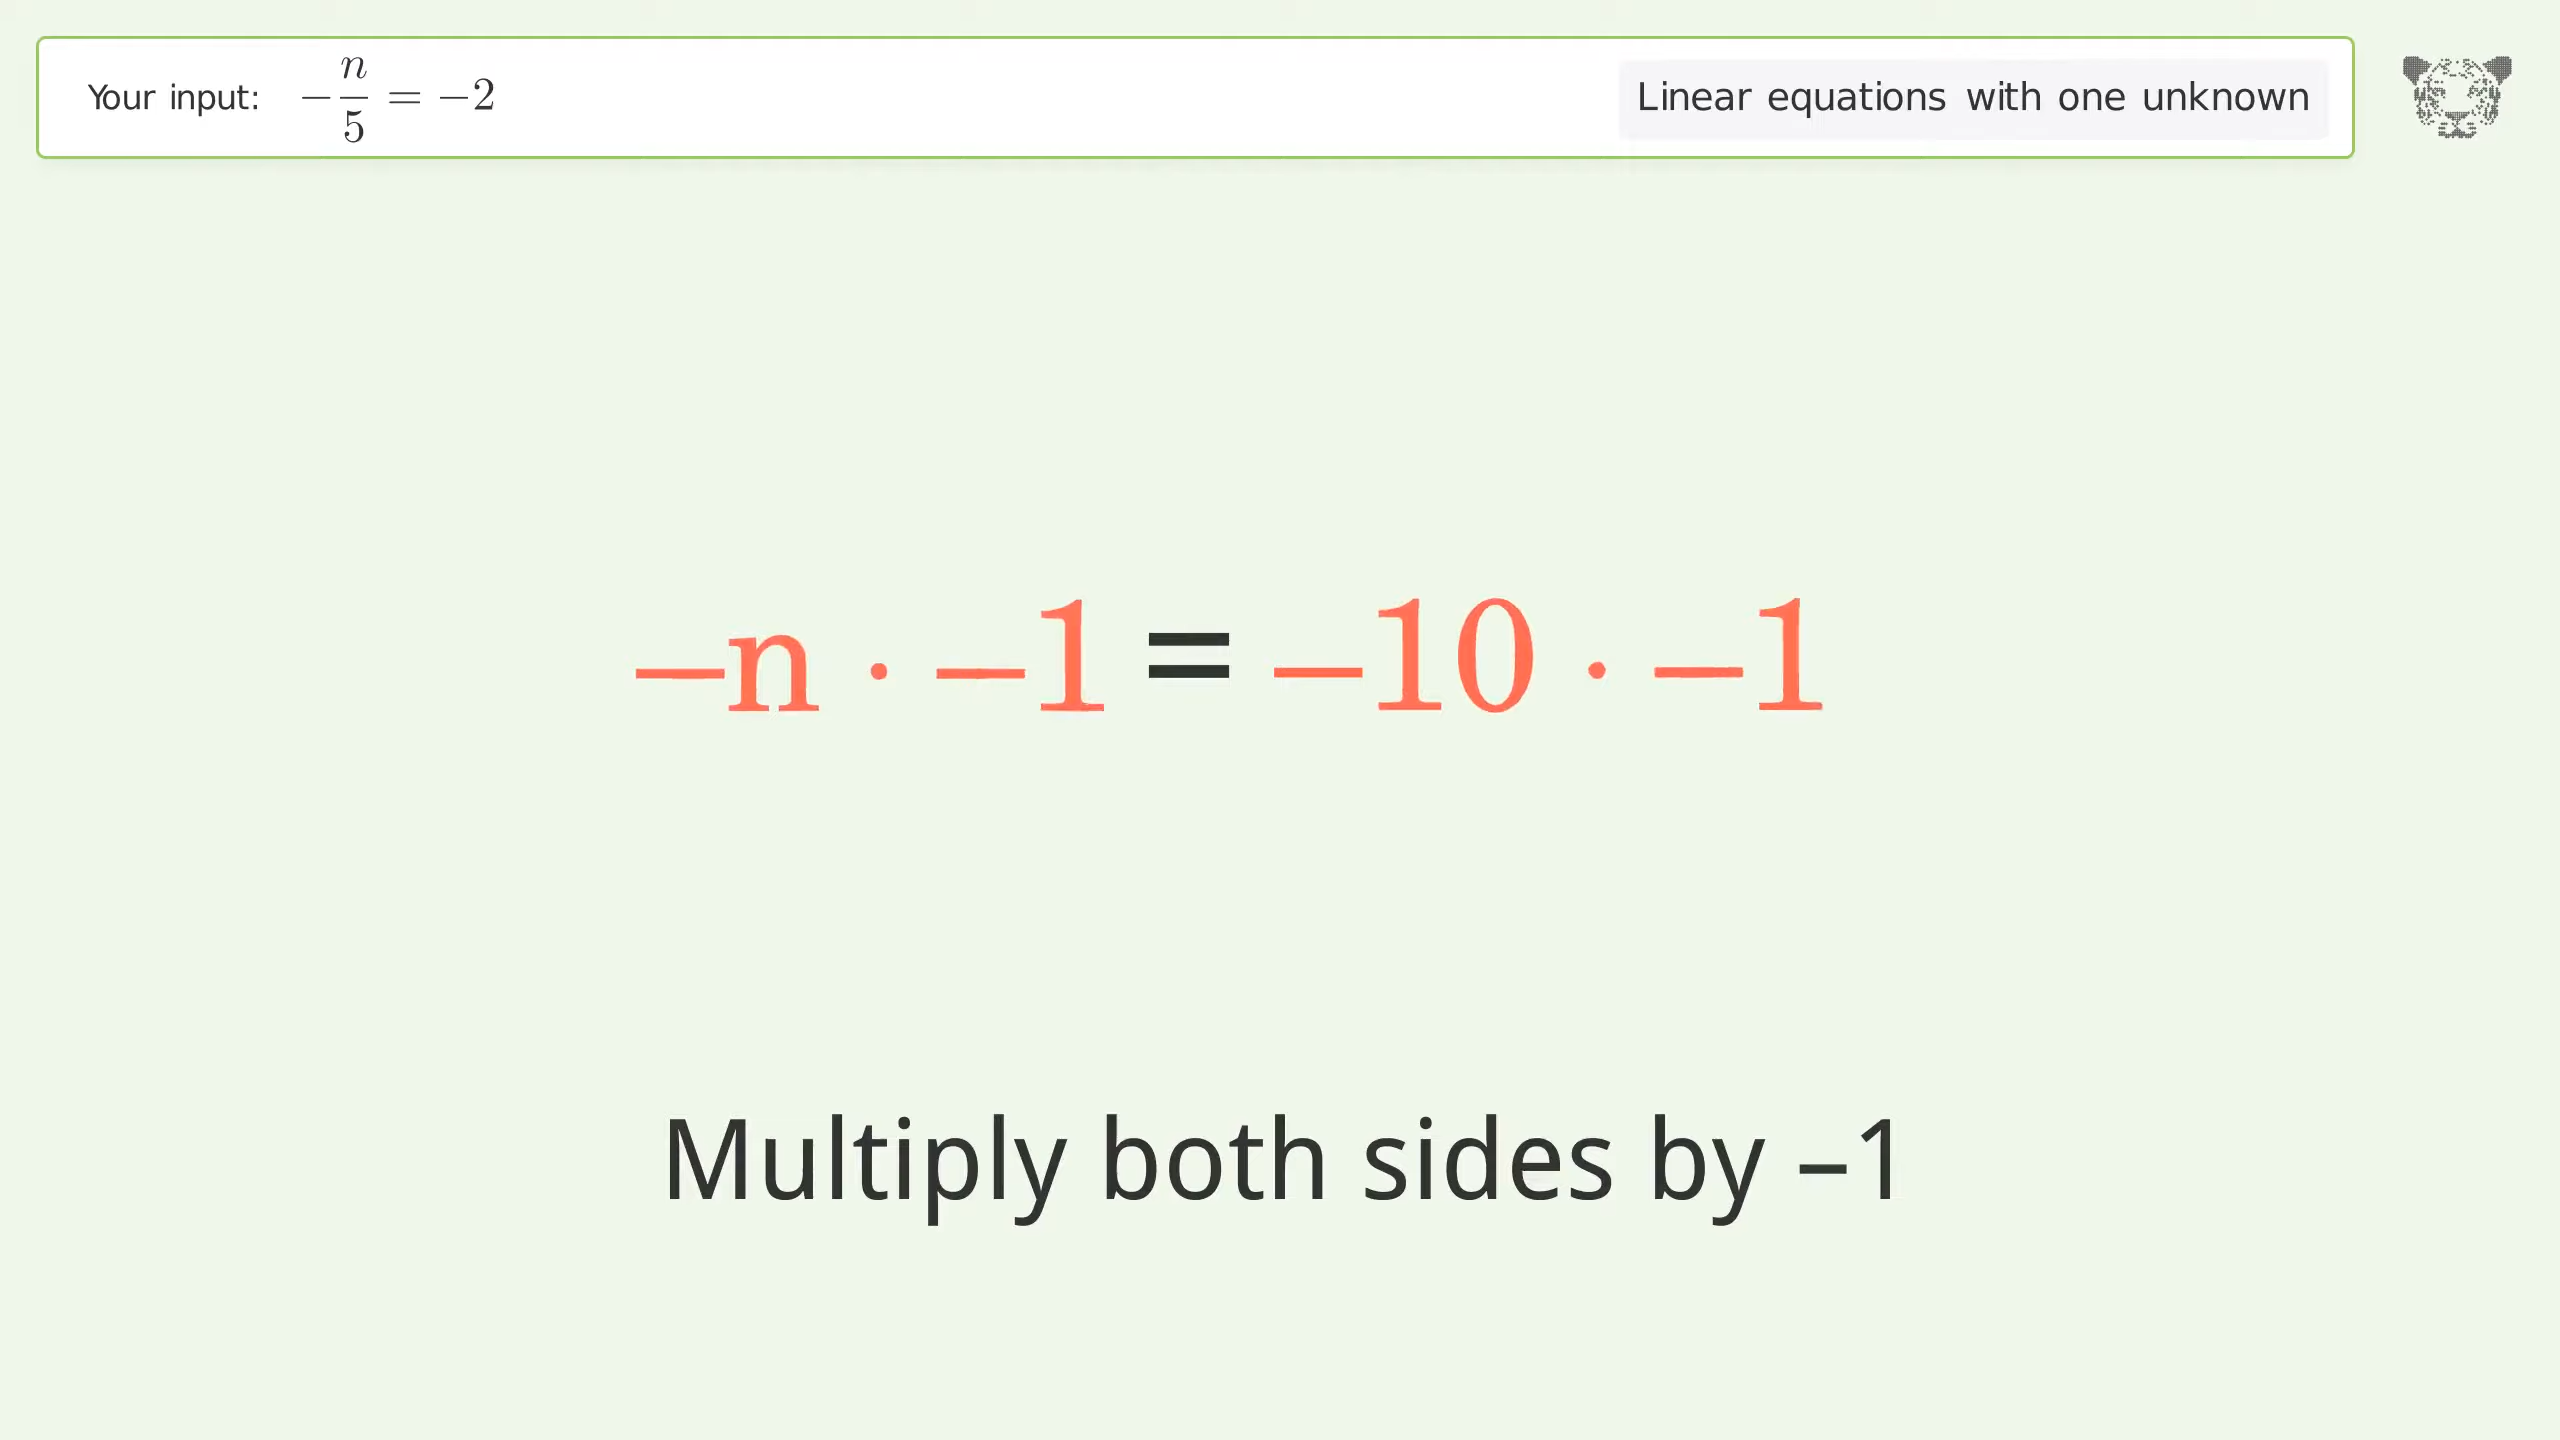 Your input: −n/5 = −2
Linear equations with one unknown
−n · −1 = −10 · −1
Multiply both sides by –1